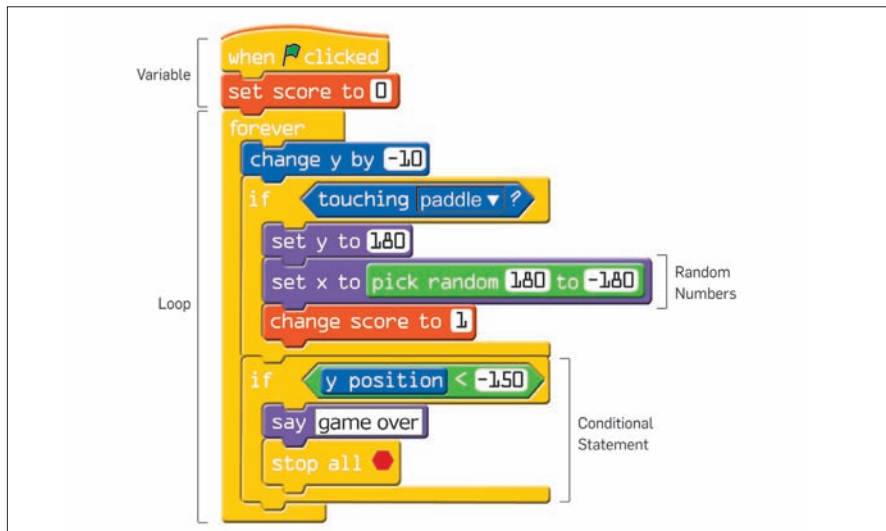 when clicked
Variable
set score to 0
forever
change y by -10
if touching paddle ▼ ?
set y to 180
set x to pick random 180 to -180
Random
Numbers
Loop
change score to 1
if y position < -150
say game over
Conditional
Statement
stop all